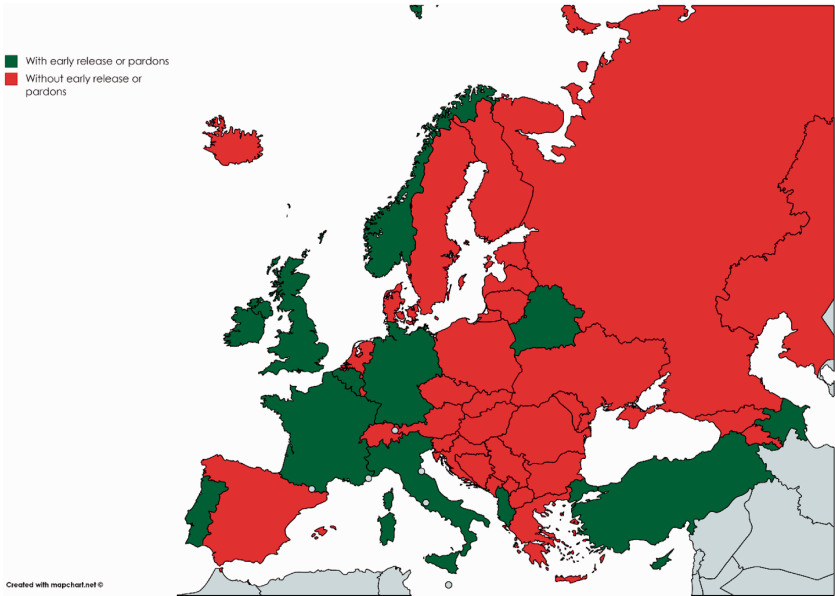 With early release or pardons
Without early release or
pardons
Created with mapchart.net ©